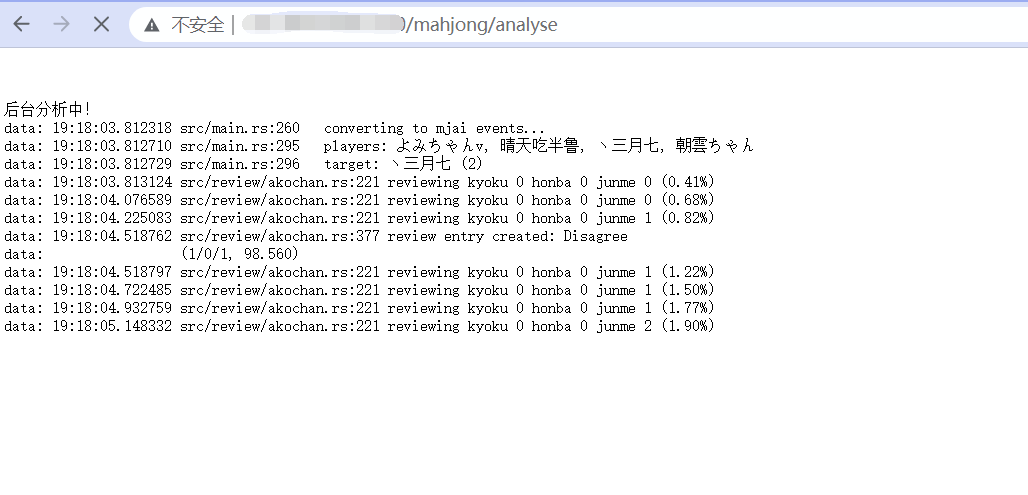 不安全 | 0/mahjong/analyse
后台分析中!
data: 19:18:03.812318 src/main.rs:260 converting to mjai events...
data: 19:18:03.812710 src/main.rs:295 players: よみちゃんv, 晴天吃半鲁, 丶三月七, 朝雲ちゃん
data: 19:18:03.812729 src/main.rs:296 target: 丶三月七 (2)
data: 19:18:03.813124 src/review/akochan.rs:221 reviewing kyoku 0 honba 0 junme 0 (0.41%)
data: 19:18:04.076589 src/review/akochan.rs:221 reviewing kyoku 0 honba 0 junme 0 (0.68%)
data: 19:18:04.225083 src/review/akochan.rs:221 reviewing kyoku 0 honba 0 junme 1 (0.82%)
data: 19:18:04.518762 src/review/akochan.rs:377 review entry created: Disagree
data: (1/0/1, 98.560)
data: 19:18:04.518797 src/review/akochan.rs:221 reviewing kyoku 0 honba 0 junme 1 (1.22%)
data: 19:18:04.722485 src/review/akochan.rs:221 reviewing kyoku 0 honba 0 junme 1 (1.50%)
data: 19:18:04.932759 src/review/akochan.rs:221 reviewing kyoku 0 honba 0 junme 1 (1.77%)
data: 19:18:05.148332 src/review/akochan.rs:221 reviewing kyoku 0 honba 0 junme 2 (1.90%)